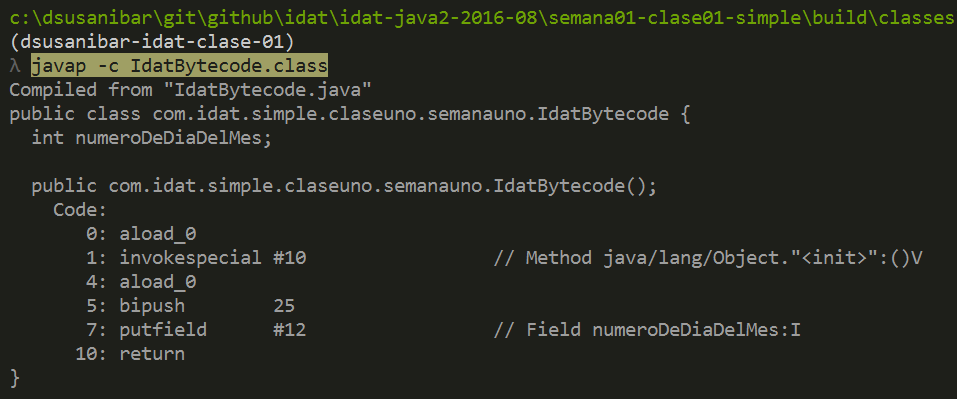 c:\dsusanibar\git\github\idat\idat-java2-2016-08\semana01-clase01-simple\build\classes
(dsusanibar-idat-clase-01)
λ javap -c IdatBytecode.class
Compiled from "IdatBytecode.java"
public class com.idat.simple.claseuno.semanauno.IdatBytecode {
  int numeroDeDiaDelMes;

  public com.idat.simple.claseuno.semanauno.IdatBytecode();
    Code:
       0: aload_0
       1: invokespecial #10                 // Method java/lang/Object."<init>":()V
       4: aload_0
       5: bipush        25
       7: putfield      #12                 // Field numeroDeDiaDelMes:I
      10: return
}